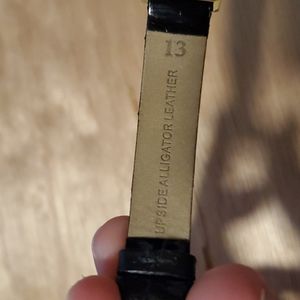 13
UPSIDE ALLIGATOR LEATHER